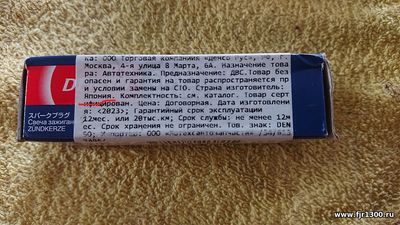 ка: ООО Торговая компания «Денсо Рус», РФ, г.
Москва, 4-я улица 8 Марта, 6А. Назначение това
ра: Автотехника. Предназначение: ДВС.Товар без
опасен и гарантия на товар распространяется пр
и условии замены на СТО. Страна изготовитель:
Япония. Комплектность: см. каталог. Товар серт
ифицирован. Цена: Договорная. Дата изготовлени
я: <2023>; Гарантийный срок эксплуатации
12мес. или 20тыс.км; Срок службы: не менее 12м
ес. Срок хранения не ограничен. Тов. знак: DEN
SO;
D
スパークプラグ
Свеча зажиган
ZÜNDKERZE
www.fjr1300.ru